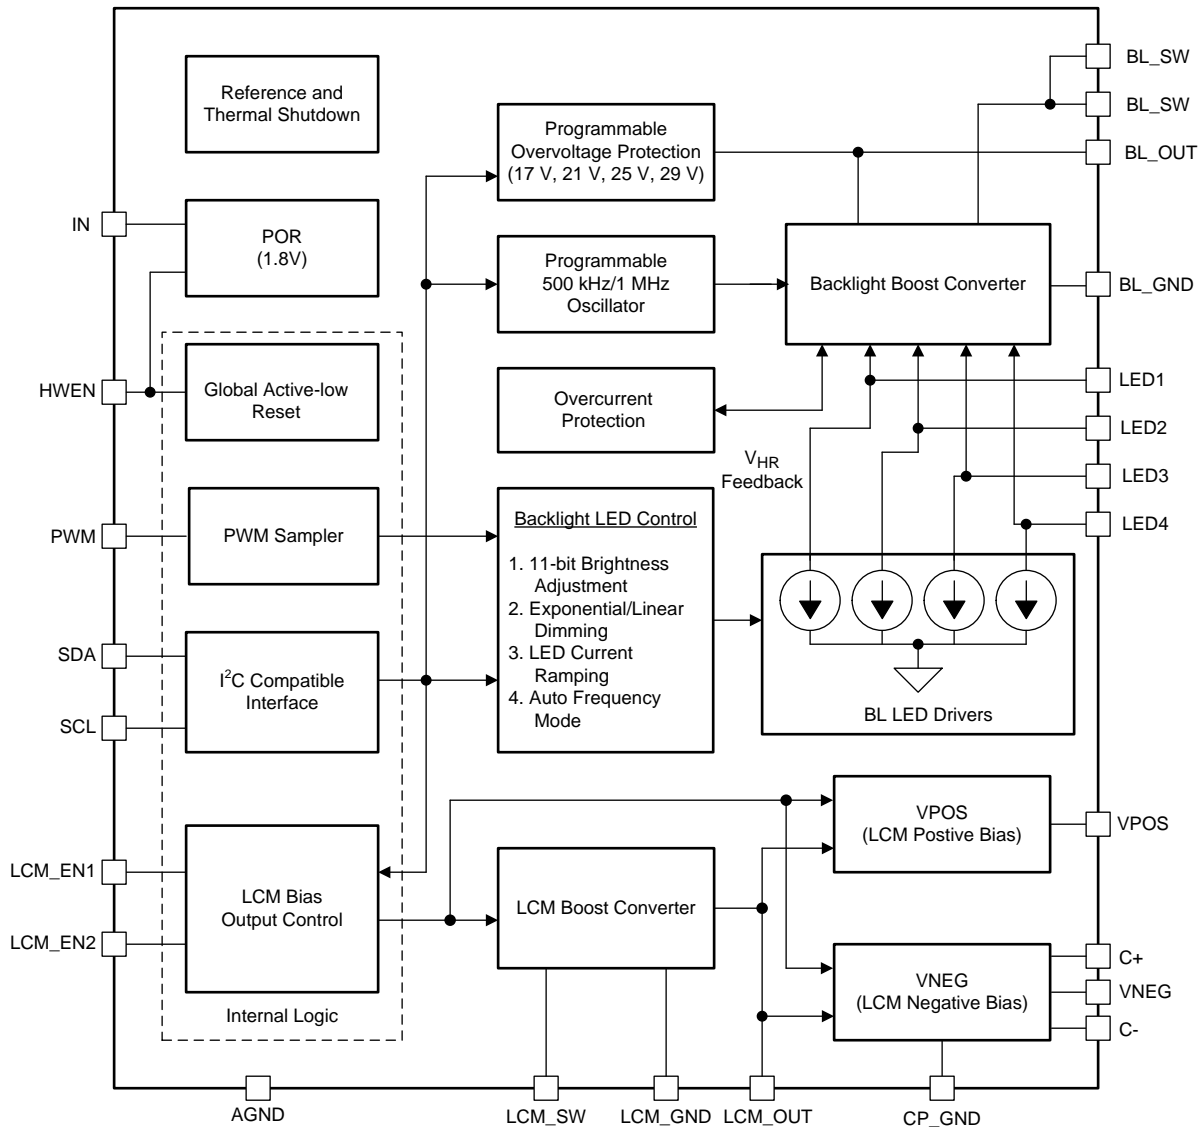 Reference and
Thermal Shutdown
BL_SW
BL_SW
Programmable
Overvoltage Protection
(17 V, 21 V, 25 V, 29 V)
BL_OUT
IN
POR
(1.8V)
Programmable
500 kHz/1 MHz
Oscillator
Backlight Boost Converter
BL_GND
HWEN
Global Active-low
Reset
Overcurrent
Protection
LED1
LED2
LED3
LED4
VHR
Feedback
PWM
PWM Sampler
Backlight LED Control
1. 11-bit Brightness
Adjustment
2. Exponential/Linear
Dimming
3. LED Current
Ramping
4. Auto Frequency
Mode
SDA
SCL
I2C Compatible
Interface
BL LED Drivers
LCM_EN1
LCM_EN2
LCM Bias
Output Control
Internal Logic
LCM Boost Converter
VPOS
(LCM Postive Bias)
VPOS
VNEG
(LCM Negative Bias)
C+
VNEG
C-
AGND
LCM_SW
LCM_GND
LCM_OUT
CP_GND